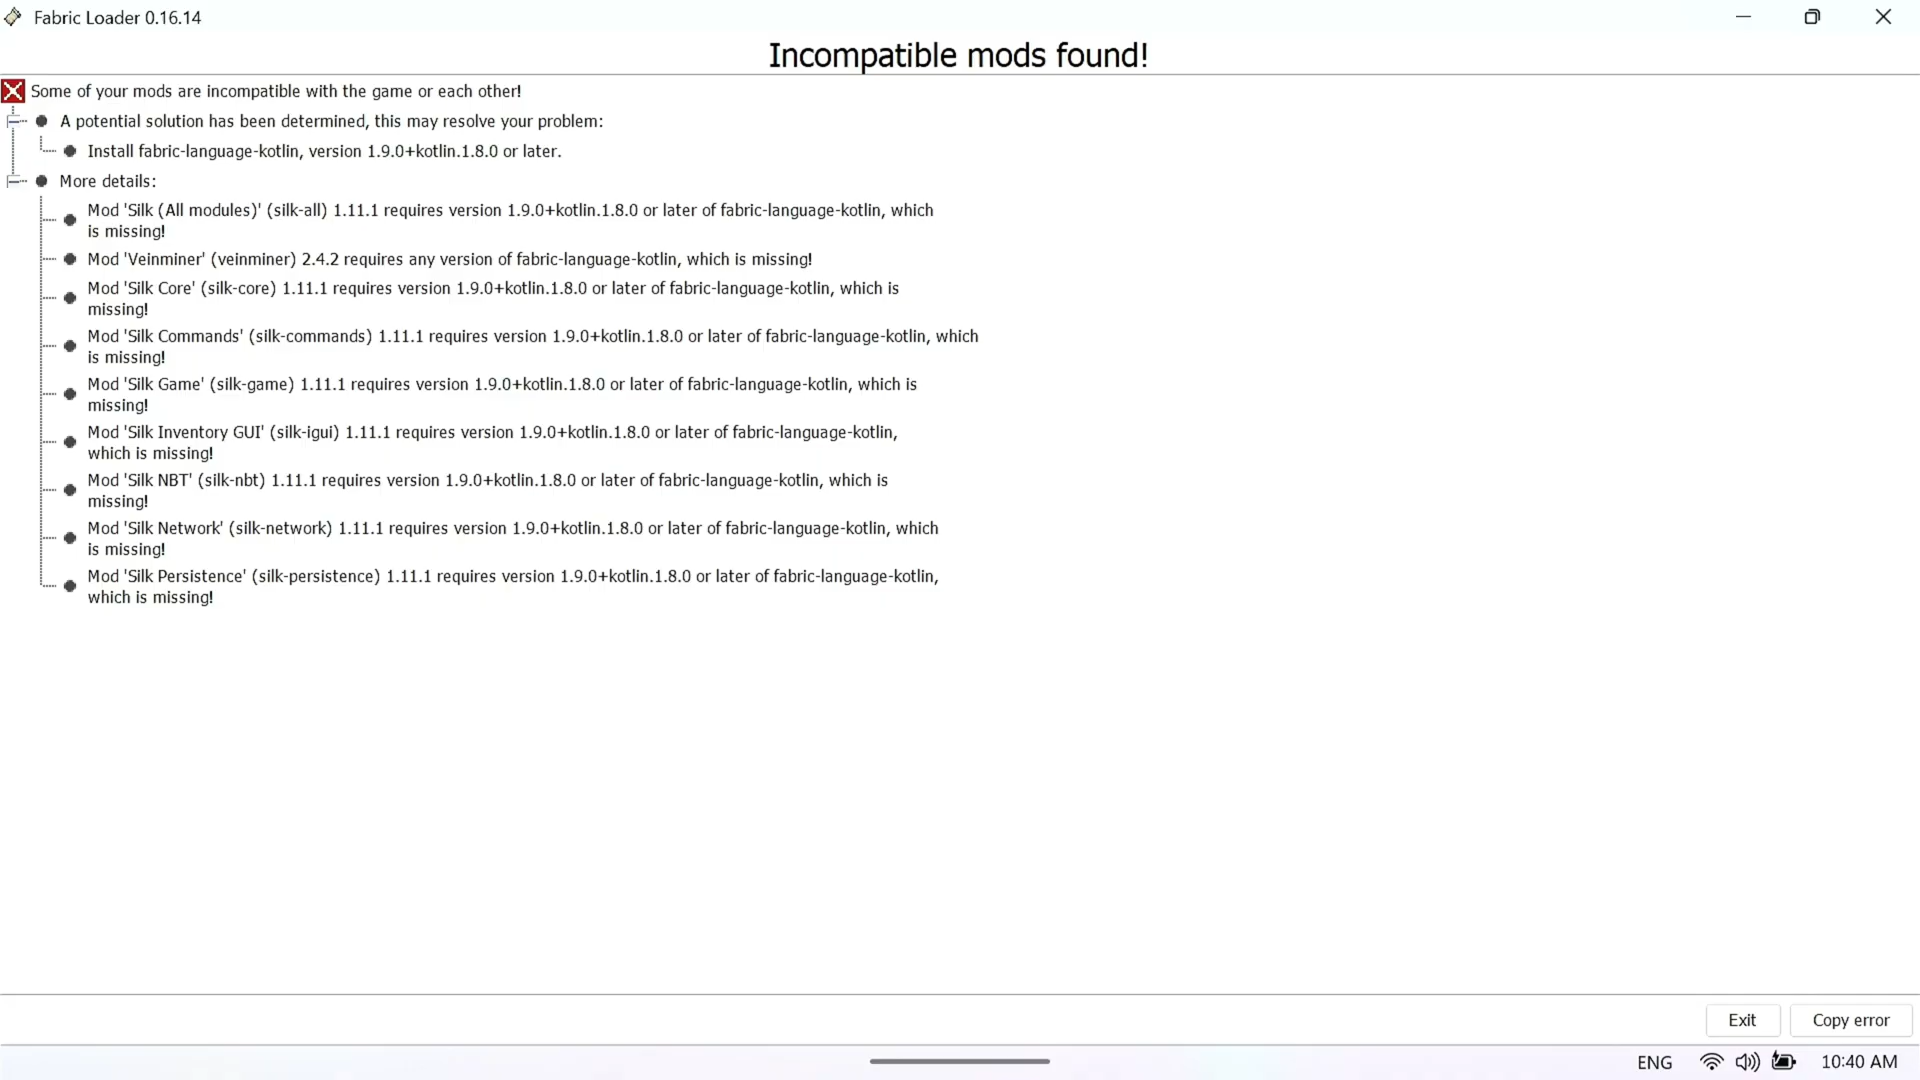 Fabric Loader 0.16.14
Incompatible mods found!
Some of your mods are incompatible with the game or each other!
A potential solution has been determined, this may resolve your problem:
Install fabric-language-kotlin, version 1.9.0+kotlin.1.8.0 or later.
More details:
Mod 'Silk (All modules)' (silk-all) 1.11.1 requires version 1.9.0+kotlin.1.8.0 or later of fabric-language-kotlin, which
is missing!
Mod 'Veinminer' (veinminer) 2.4.2 requires any version of fabric-language-kotlin, which is missing!
Mod 'Silk Core' (silk-core) 1.11.1 requires version 1.9.0+kotlin.1.8.0 or later of fabric-language-kotlin, which is
missing!
Mod 'Silk Commands' (silk-commands) 1.11.1 requires version 1.9.0+kotlin.1.8.0 or later of fabric-language-kotlin, which
is missing!
Mod 'Silk Game' (silk-game) 1.11.1 requires version 1.9.0+kotlin.1.8.0 or later of fabric-language-kotlin, which is
missing!
Mod 'Silk Inventory GUI' (silk-igui) 1.11.1 requires version 1.9.0+kotlin.1.8.0 or later of fabric-language-kotlin,
which is missing!
Mod 'Silk NBT' (silk-nbt) 1.11.1 requires version 1.9.0+kotlin.1.8.0 or later of fabric-language-kotlin, which is
missing!
Mod 'Silk Network' (silk-network) 1.11.1 requires version 1.9.0+kotlin.1.8.0 or later of fabric-language-kotlin, which
is missing!
Mod 'Silk Persistence' (silk-persistence) 1.11.1 requires version 1.9.0+kotlin.1.8.0 or later of fabric-language-kotlin,
which is missing!
Exit
Copy error
ENG
10:40 AM